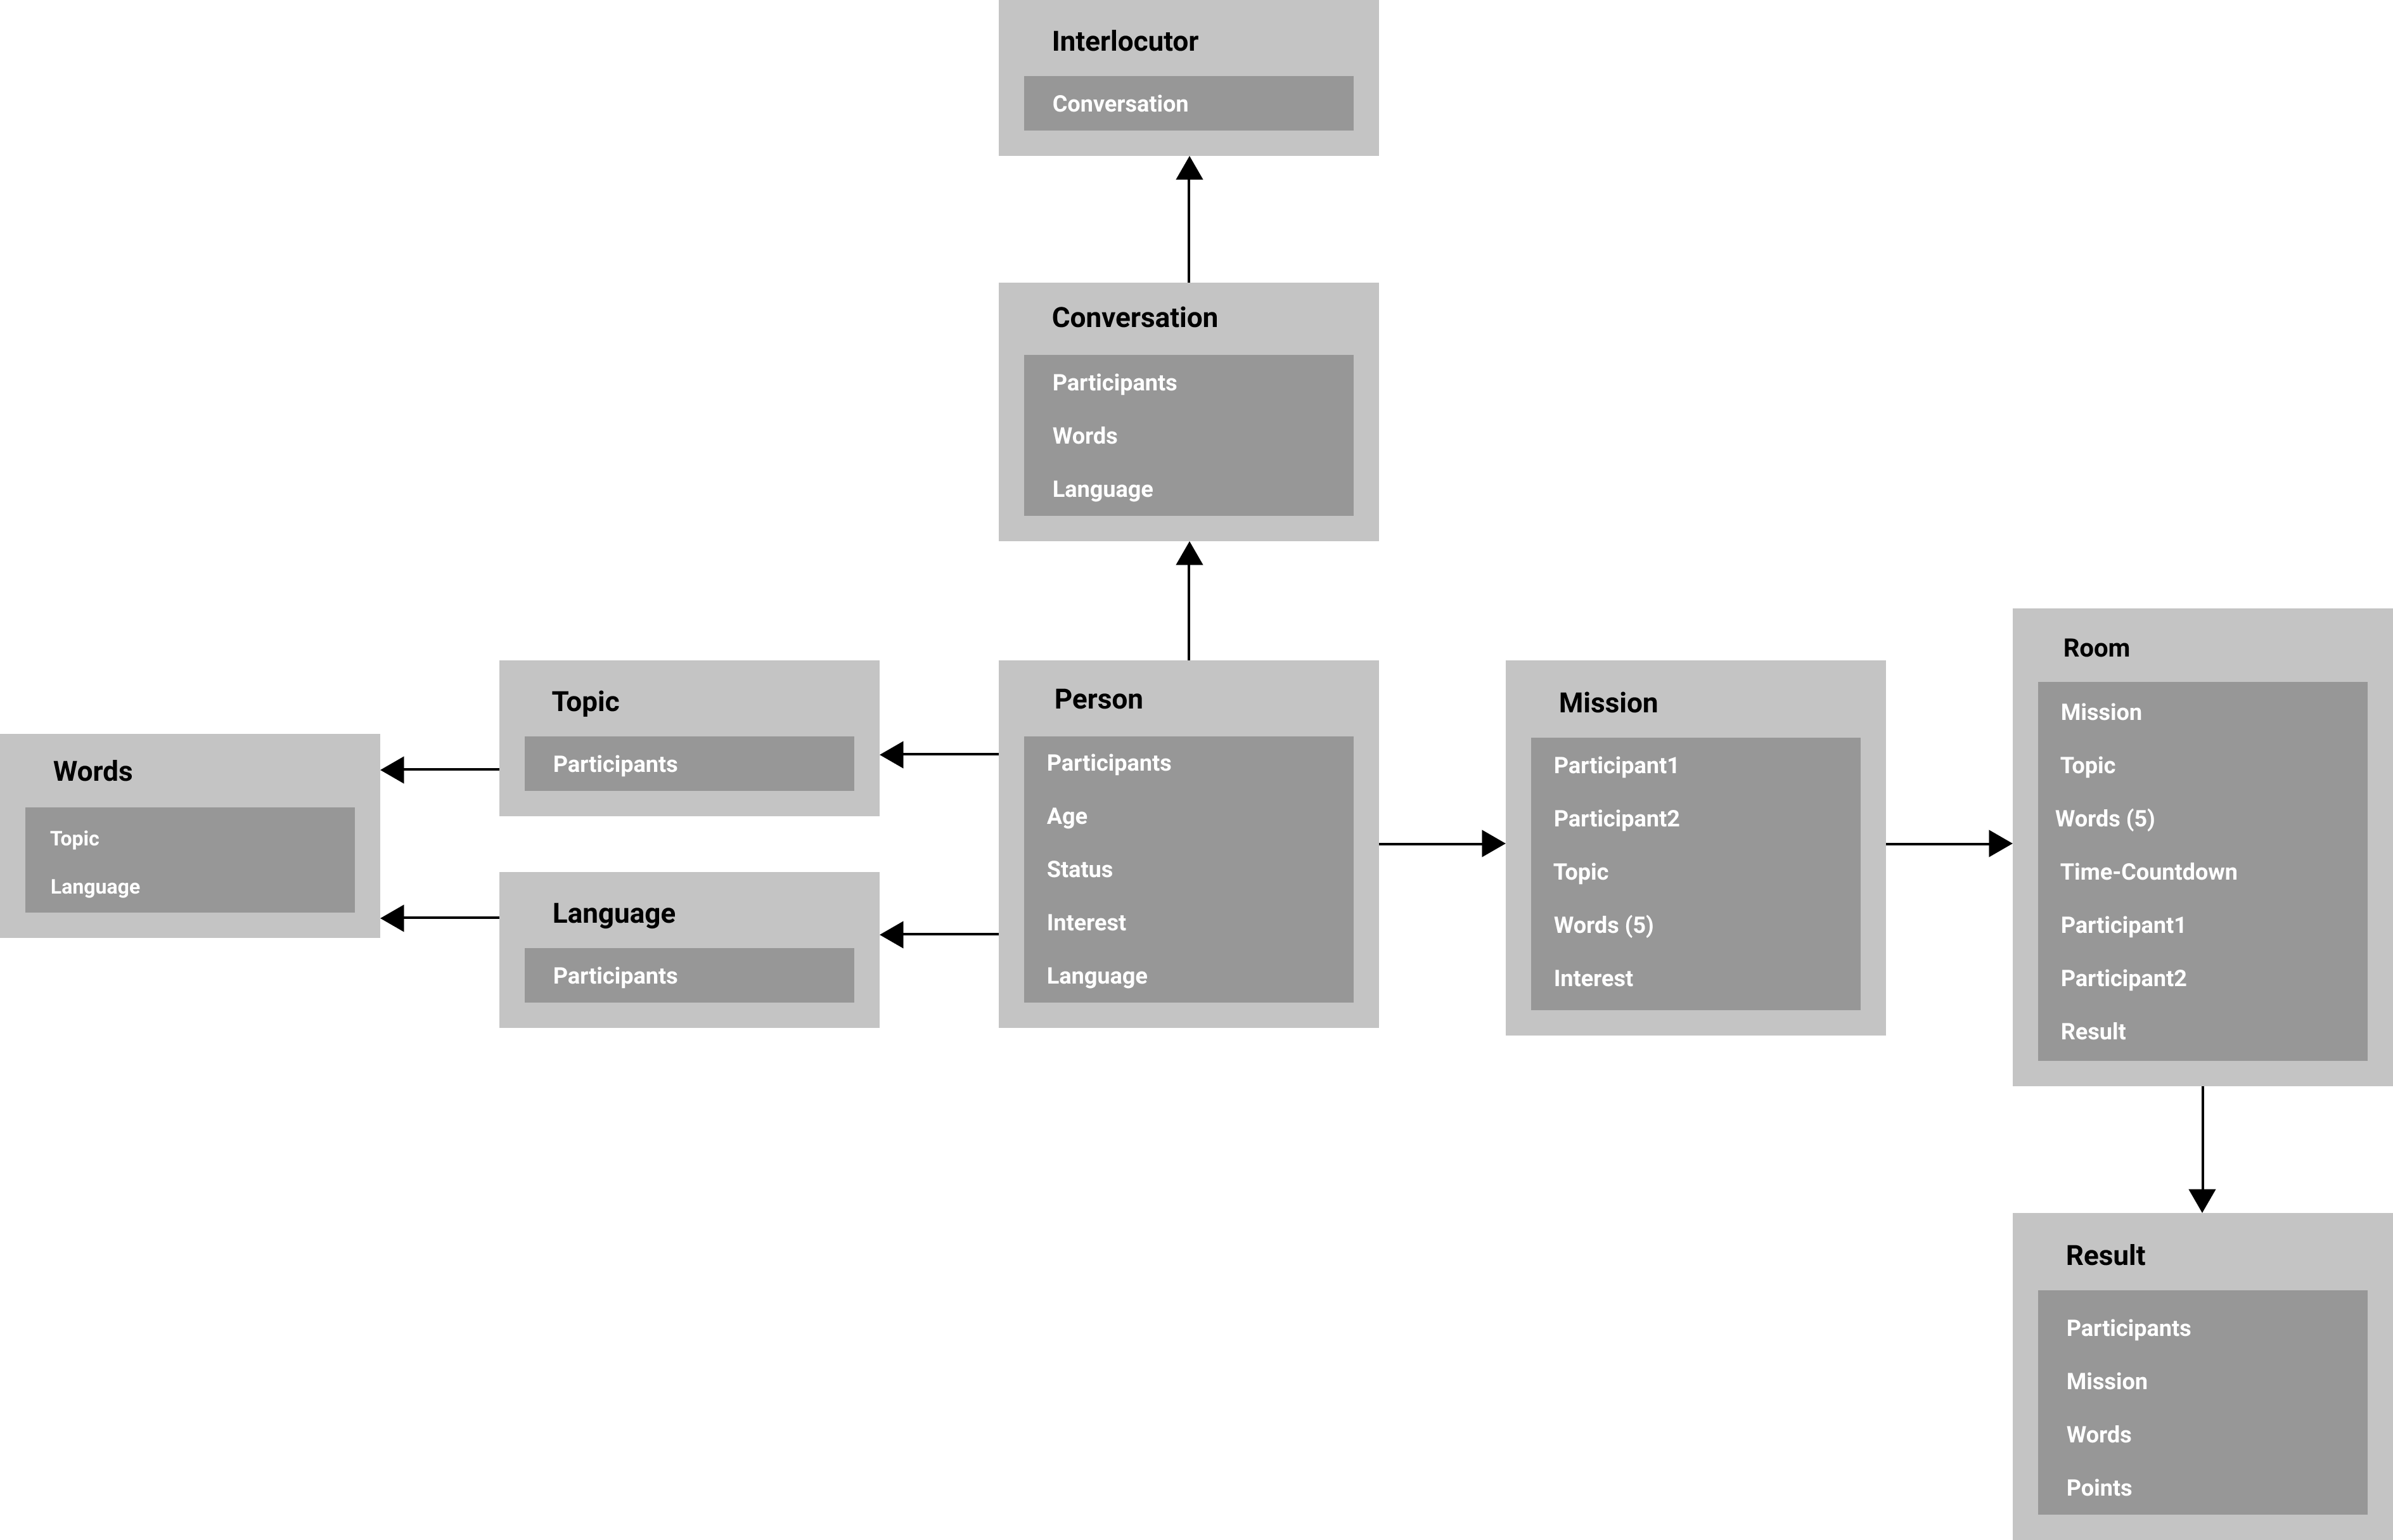 Interlocutor
Conversation
Conversation
Participants
Words
Language
Words
Topic
Language
Topic
Participants
Language
Participants
Person
Participants
Age
Status
Interest
Language
Mission
Participant1
Participant2
Topic
Words (5)
Interest
Room
Mission
Topic
Words (5)
Time-Countdown
Participant1
Participant2
Result
Result
Participants
Mission
Words
Points